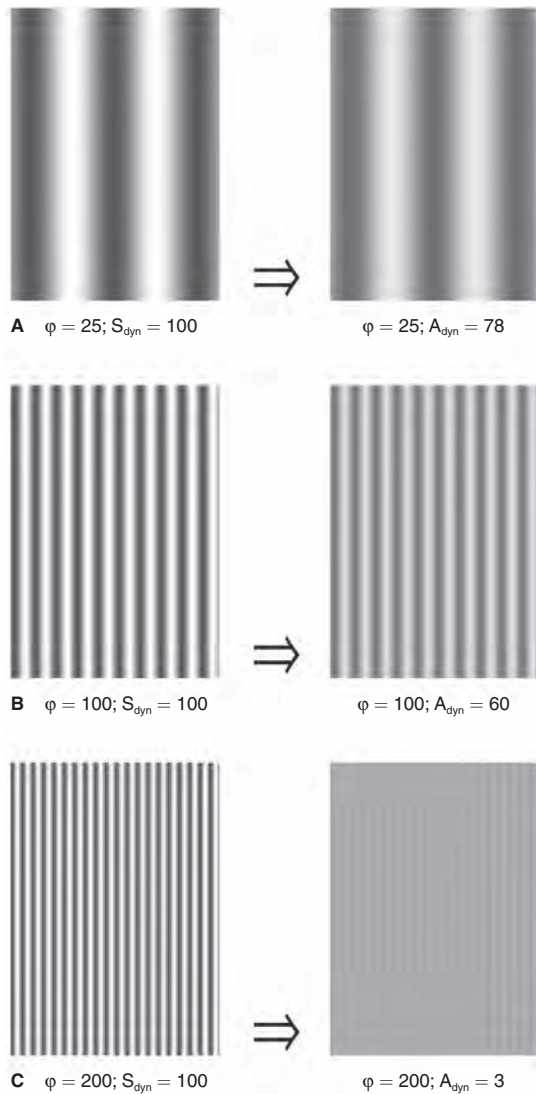 A φ = 25; S_dyn = 100 φ = 25; A_dyn = 78
B φ = 100; S_dyn = 100 φ = 100; A_dyn = 60
C φ = 200; S_dyn = 100 φ = 200; A_dyn = 3